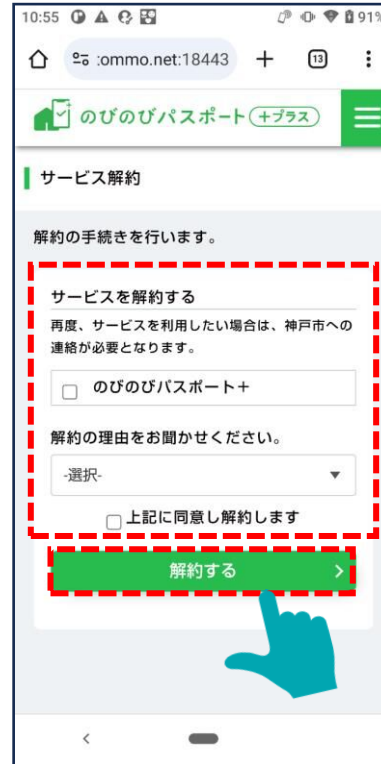 10:55
91%
:ommo.net:18443
13
のびのびパスポート +プラス
サービス解約
解約の手続きを行います。
サービスを解約する
再度、サービスを利用したい場合は、神戸市への
連絡が必要となります。
のびのびパスポート+
解約の理由をお聞かせください。
-選択-
上記に同意し解約します
解約する